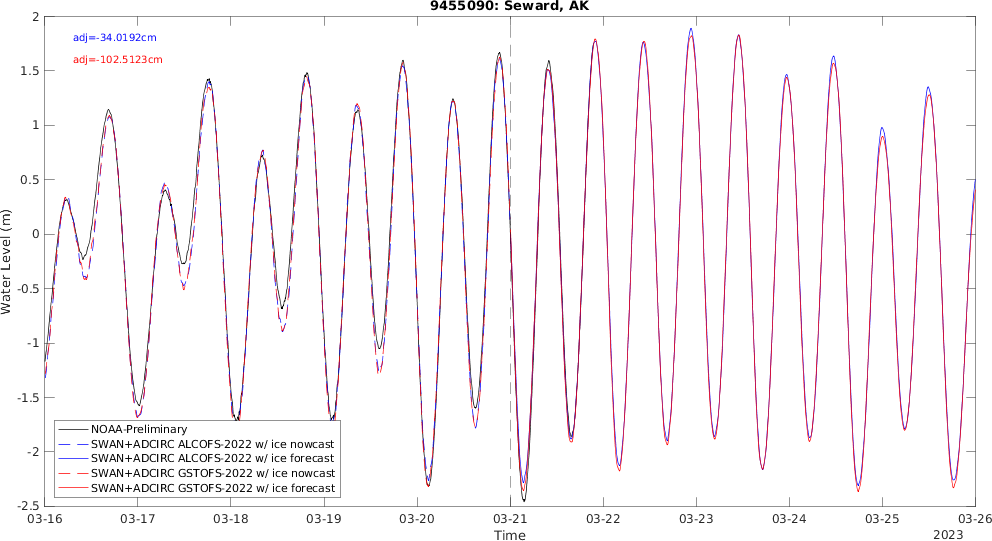 9455090: Seward, AK
adj=-34.0192cm
adj=-102.5123cm
2
1.5
1
0.5
0
-0.5
-1
-1.5
-2
-2.5
Water Level (m)
NOAA-Preliminary
SWAN+ADCIRC ALCOFS-2022 w/ ice nowcast
SWAN+ADCIRC ALCOFS-2022 w/ ice forecast
SWAN+ADCIRC GSTOFS-2022 w/ ice nowcast
SWAN+ADCIRC GSTOFS-2022 w/ ice forecast
03-16 03-17 03-18 03-19 03-20 03-21 03-22 03-23 03-24 03-25 03-26
Time
2023